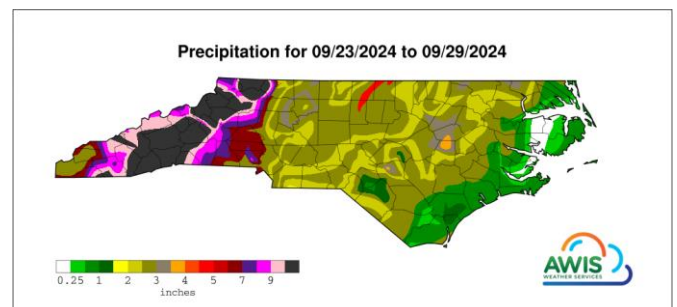 Precipitation for 09/23/2024 to 09/29/2024
0.25 1 2 3 4 5 7 9
inches
AWIS
WEATHER SERVICES